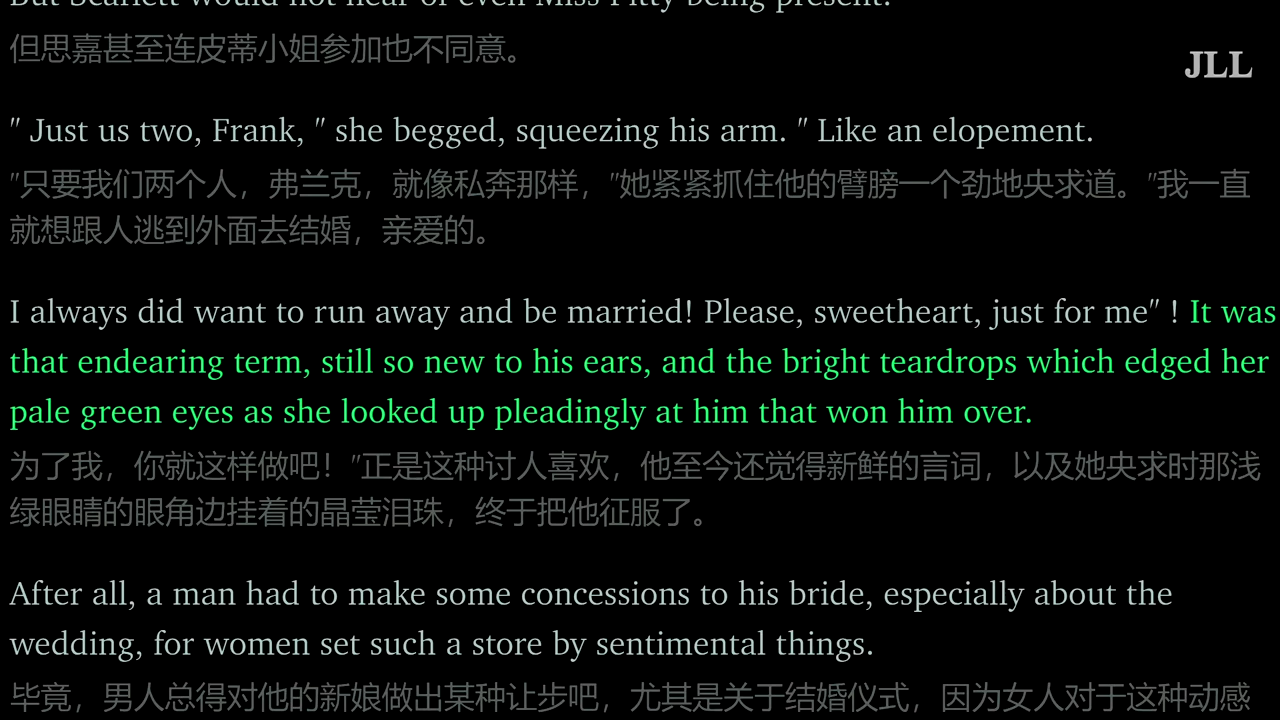 But Scarlett would not hear of even Miss Pitty being present.
但思嘉甚至连皮蒂小姐参加也不同意。
JLL
" Just us two, Frank, " she begged, squeezing his arm. " Like an elopement.
"只要我们两个人，弗兰克，就像私奔那样，"她紧紧抓住他的臂膀一个劲地央求道。"我一直
就想跟人逃到外面去结婚，亲爱的。
I always did want to run away and be married! Please, sweetheart, just for me" ! It was
that endearing term, still so new to his ears, and the bright teardrops which edged her
pale green eyes as she looked up pleadingly at him that won him over.
为了我，你就这样做吧！"正是这种讨人喜欢，他至今还觉得新鲜的言词，以及她央求时那浅
绿眼睛的眼角边挂着的晶莹泪珠，终于把他征服了。
After all, a man had to make some concessions to his bride, especially about the
wedding, for women set such a store by sentimental things.
毕竟，男人总得对他的新娘做出某种让步吧，尤其是关于结婚仪式，因为女人对于这种动感